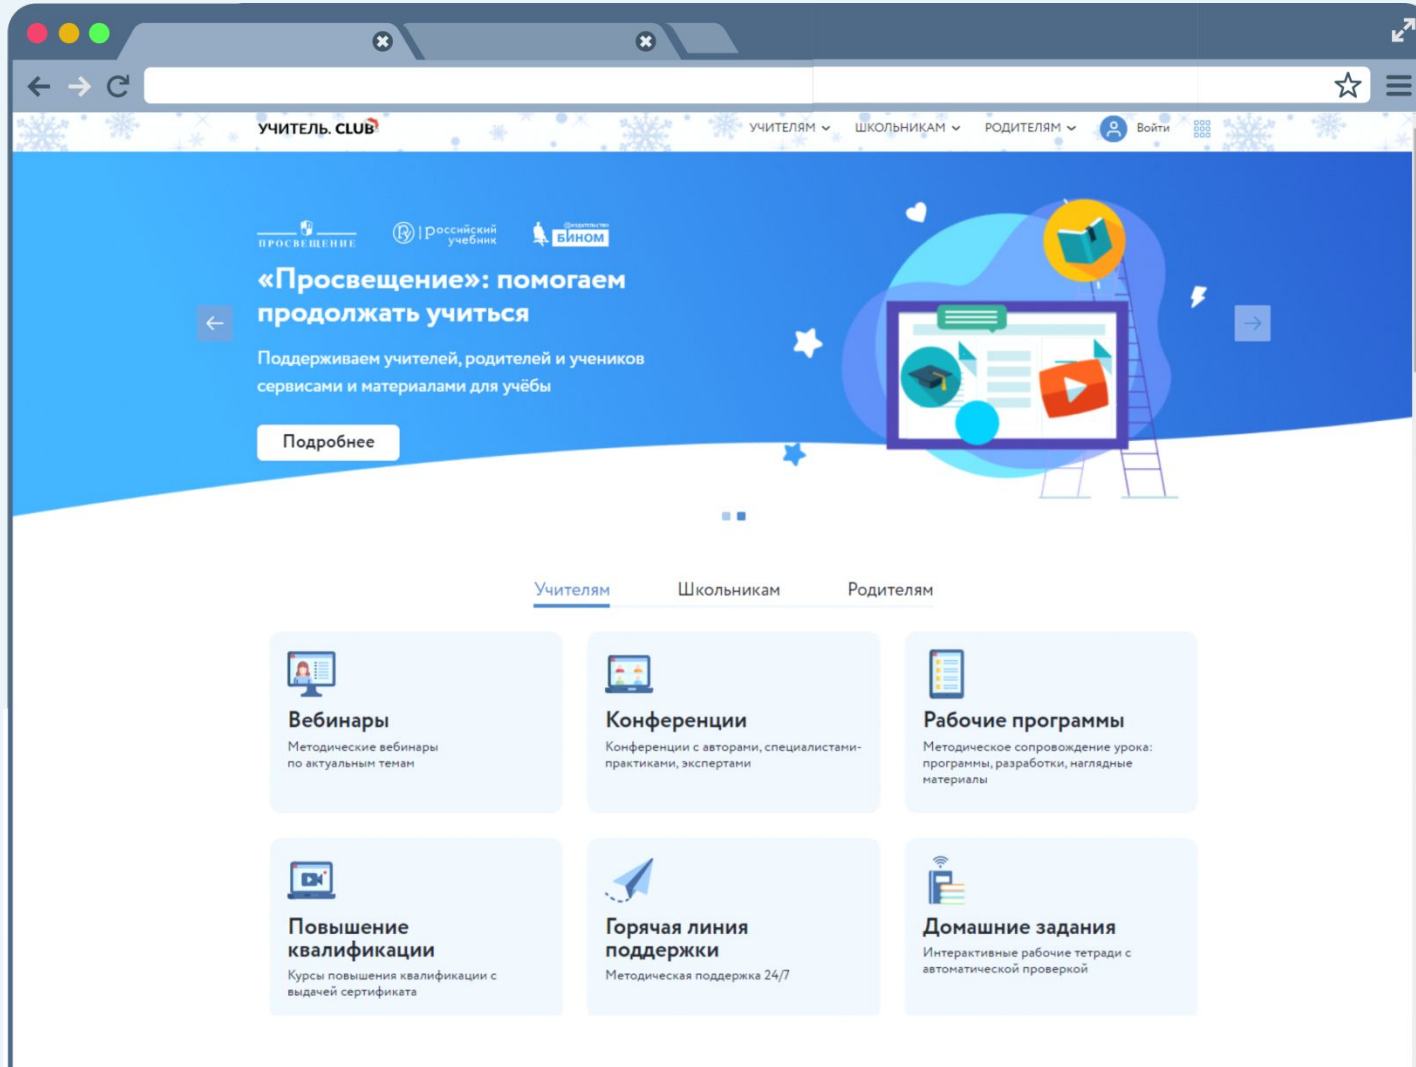 УЧИТЕЛЬ. CLUB
УЧИТЕЛЯМ
ШКОЛЬНИКАМ
РОДИТЕЛЯМ
Войти
ПРОСВЕЩЕНИЕ
российский
учебник
БИНОМ
«Просвещение»: помогаем
продолжать учиться
Поддерживаем учителей, родителей и учеников
сервисами и материалами для учёбы
Подробнее
Учителям
Школьникам
Родителям
Вебинары
Методические вебинары
по актуальным темам
Конференции
Конференции с авторами, специалистами-
практиками, экспертами
Рабочие программы
Методическое сопровождение урока:
программы, разработки, наглядные
материалы
Повышение
квалификации
Курсы повышения квалификации с
выдачей сертификата
Горячая линия
поддержки
Методическая поддержка 24/7
Домашние задания
Интерактивные рабочие тетради с
автоматической проверкой